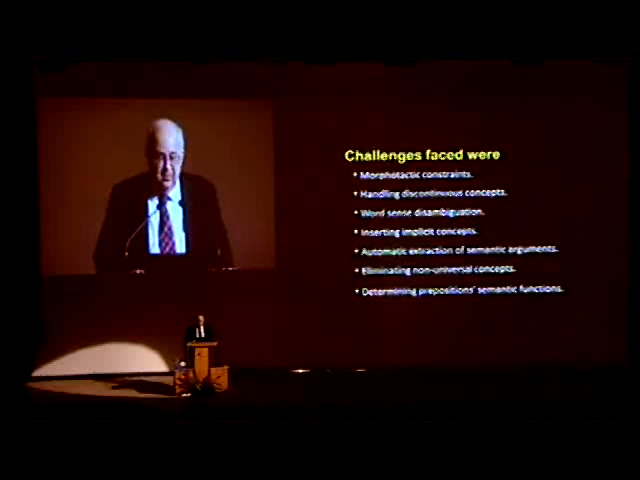 Challenges faced were
* Morphotactic constraints.
* Handling discontinuous concepts.
* Word sense disambiguation.
* Inserting implicit concepts.
* Automatic extraction of semantic arguments.
* Eliminating non-universal concepts.
* Determining prepositions' semantic functions.